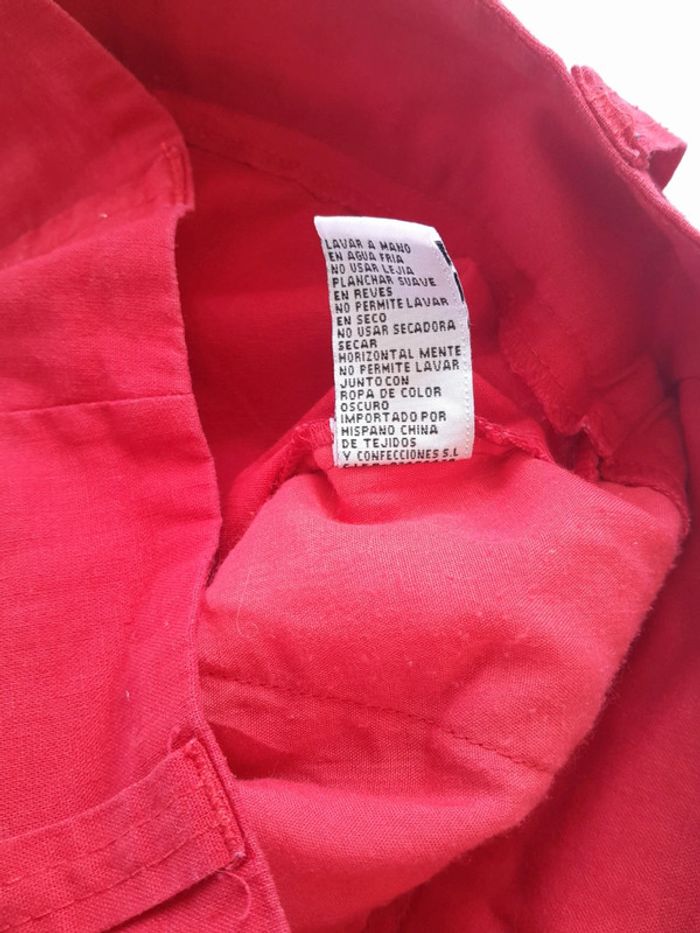 LAVAR A MANO
EN AGUA FRIA
NO USAR LEJIA
PLANCHAR SUAVE
EN REVES
NO PERMITE LAVAR
EN SECO
NO USAR SECADORA
SECAR
HORIZONTAL MENTE
NO PERMITE LAVAR
JUNTO CON
ROPA DE COLOR
OSCURO
IMPORTADO POR
HISPANO CHINA
DE TEJIDOS
Y CONFECCIONES S.L